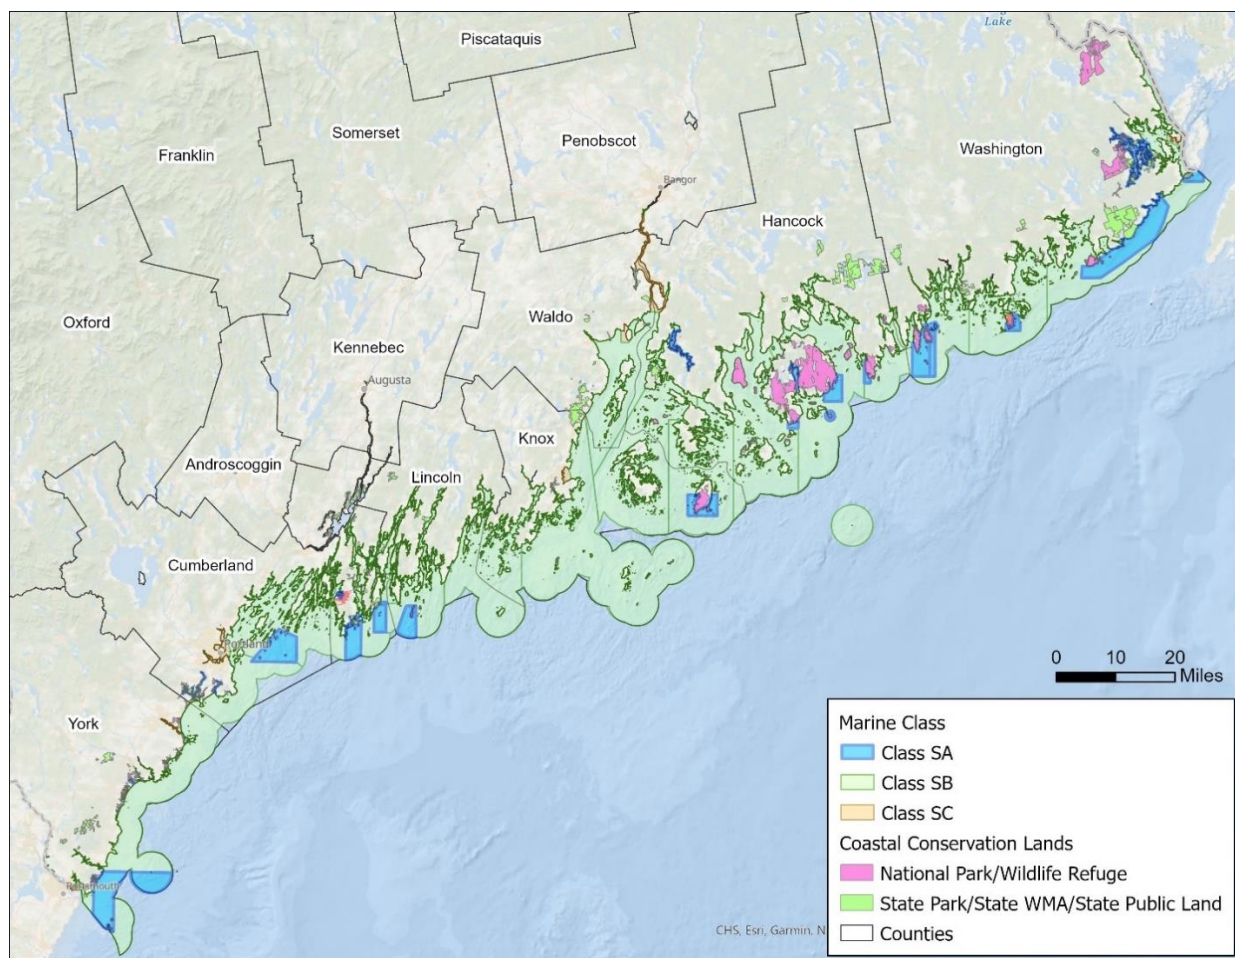 Piscataquis
Lake
Somerset
Penobscot
Franklin
Washington
Bangor
Hancock
Waldo
Oxford
Kennebec
Augusta
Knox
Androscoggin
Lincoln
Cumberland
Portland
0 10 20
Miles
York
Marine Class
Class SA
Class SB
Class SC
Coastal Conservation Lands
National Park/Wildlife Refuge
State Park/State WMA/State Public Land
Counties
Portsmouth
CHS, Esri, Garmin,